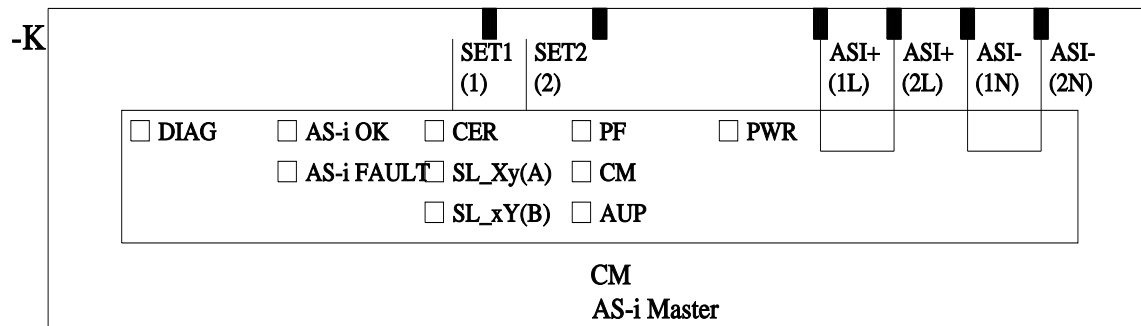 -K
SET1 SET2 ASI+ ASI+ ASI- ASI-
(1) (2) (1L) (2L) (1N) (2N)
DIAG AS-i OK CER PF PWR
AS-i FAULT SL_Xy(A) CM
SL_xY(B) AUP
CM
AS-i Master